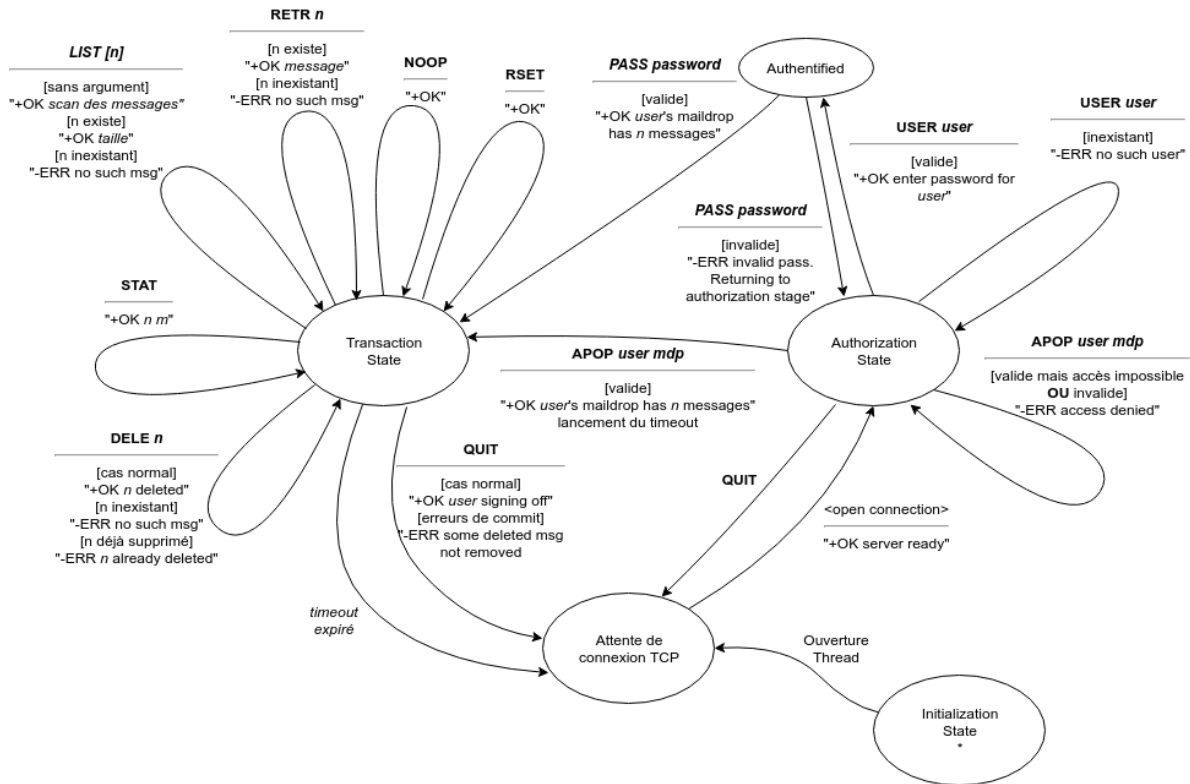 RETR n
[n existe]
"+OK message"
[n inexistant]
"-ERR no such msg"
LIST [n]
[sans argument]
"+OK scan des messages"
[n existe]
"+OK taille"
[n inexistant]
"-ERR no such msg"
NOOP
"+OK"
RSET
"+OK"
PASS password
[valide]
"+OK user's maildrop
has n messages"
Authentified
USER user
[valide]
"+OK enter password for
user"
USER user
[inexistant]
"-ERR no such user"
PASS password
[invalide]
"-ERR invalid pass.
Returning to
authorization stage"
STAT
"+OK n m"
Transaction
State
Authorization
State
APOP user mdp
[valide]
"+OK user's maildrop has n messages"
lancement du timeout
APOP user mdp
[valide mais accès impossible
OU invalide]
"-ERR access denied"
DELE n
[cas normal]
"+OK n deleted"
[n inexistant]
"-ERR no such msg"
[n déjà supprimé]
"-ERR n already deleted"
QUIT
[cas normal]
"+OK user signing off"
[erreurs de commit]
"-ERR some deleted msg
not removed
QUIT
<open connection>
"+OK server ready"
timeout
expiré
Attente de
connexion TCP
Ouverture
Thread
Initialization
State
*